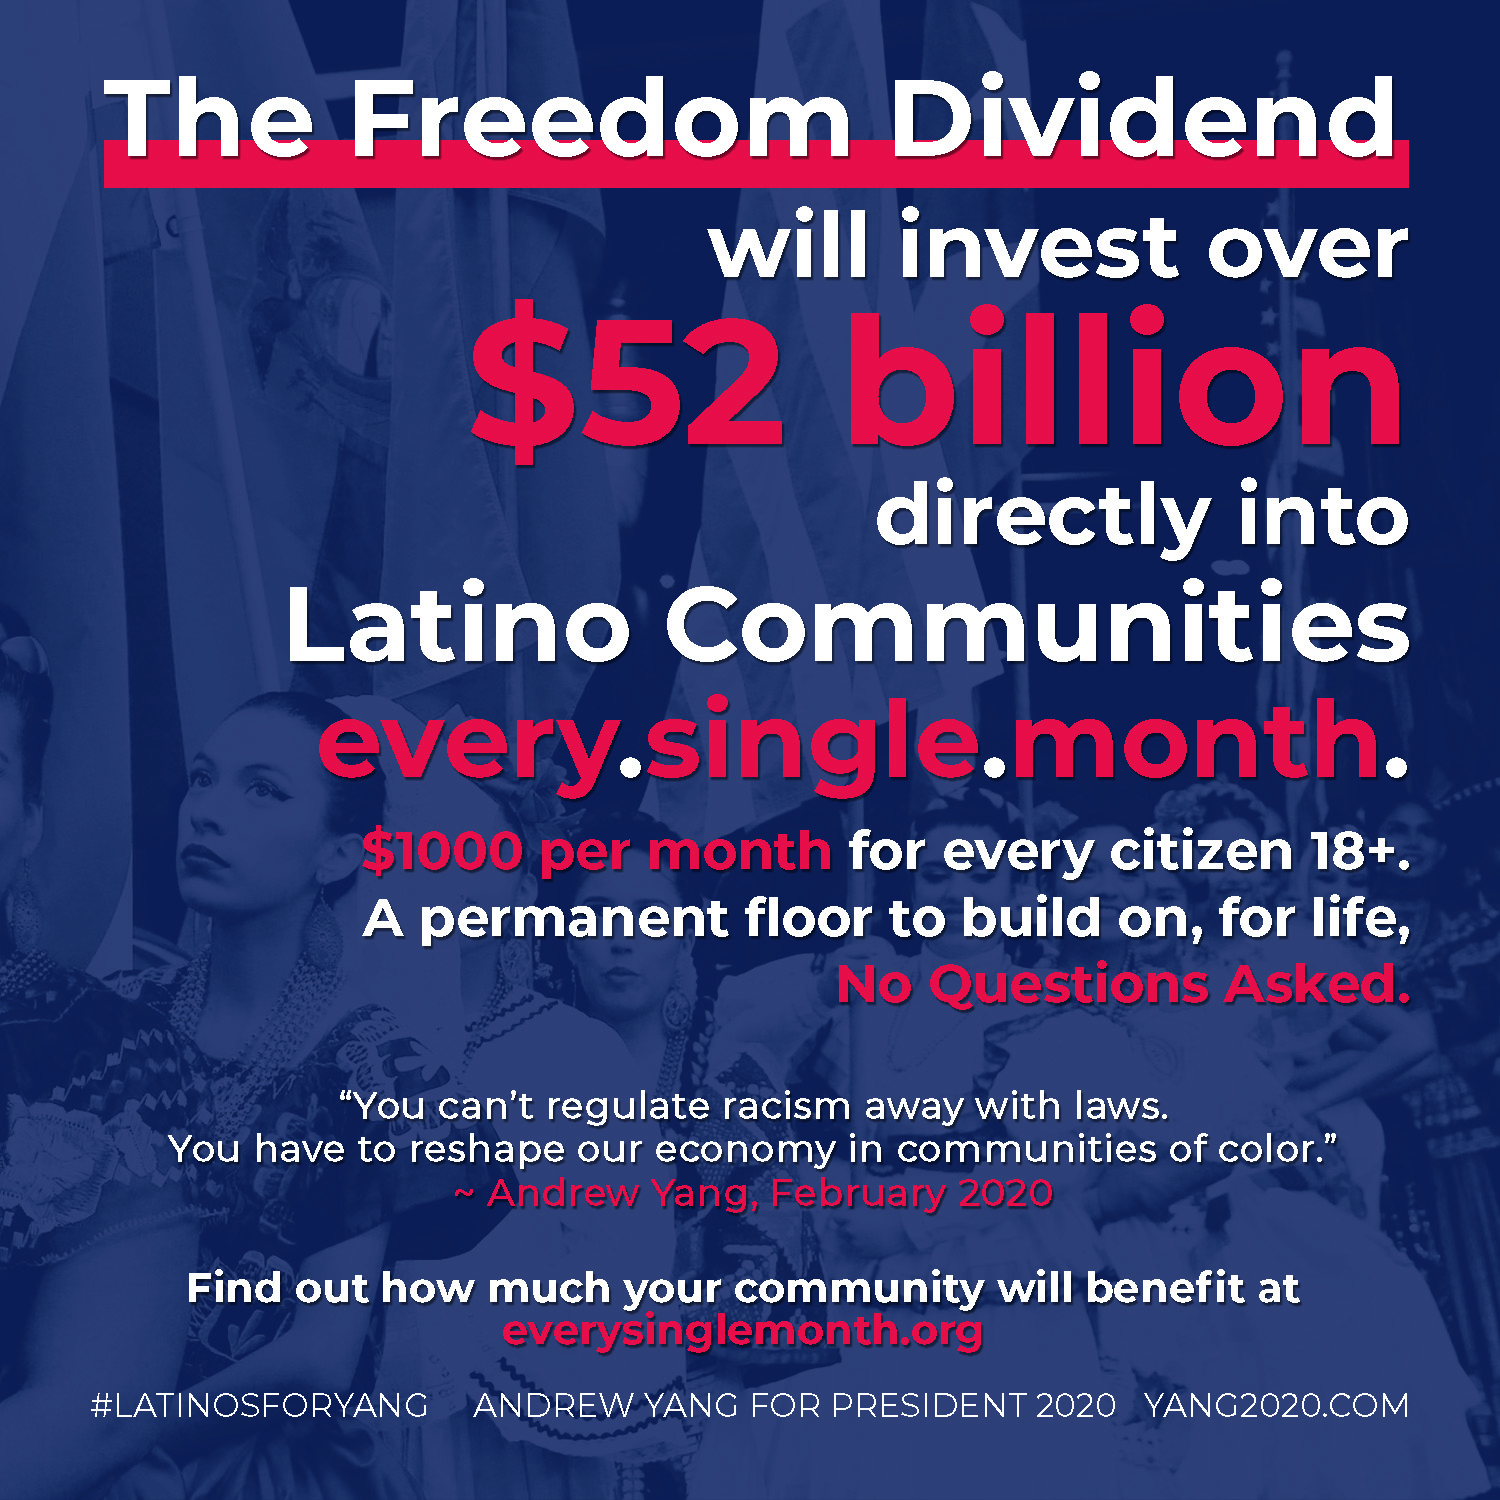 The Freedom Dividend
will invest over
$52 billion
directly into
Latino Communities
every.single.month.
$1000 per month for every citizen 18+.
A permanent floor to build on, for life,
No Questions Asked.
“You can’t regulate racism away with laws.
You have to reshape our economy in communities of color.”
~ Andrew Yang, February 2020
Find out how much your community will benefit at
everysinglemonth.org
#LATINOSFORYANG ANDREW YANG FOR PRESIDENT 2020 YANG2020.COM